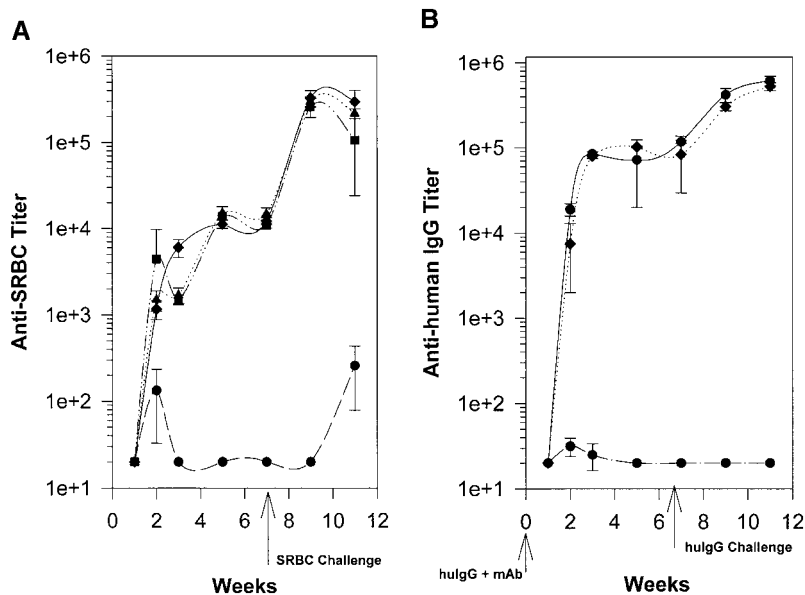 A
1e+6
1e+5
1e+4
1e+3
1e+2
1e+1
Anti-SRBC Titer
0 2 4 6 8 10 12
SRBC Challenge
Weeks
B
1e+6
1e+5
1e+4
1e+3
1e+2
1e+1
Anti-human IgG Titer
0 2 4 6 8 10 12
huIgG Challenge
huIgG + mAb
Weeks